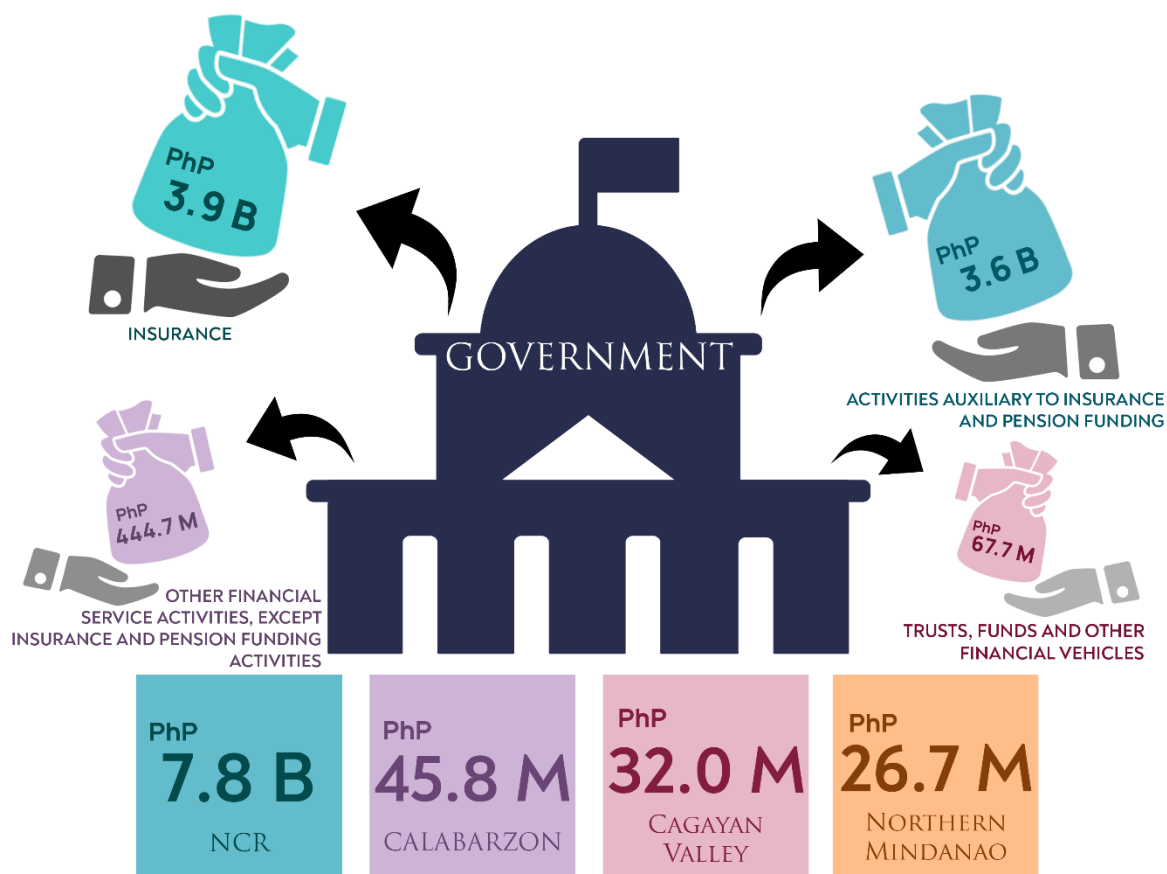 PhP
3.9 B
INSURANCE
PhP
3.6 B
ACTIVITIES AUXILIARY TO INSURANCE
AND PENSION FUNDING
GOVERNMENT
PhP
444.7 M
OTHER FINANCIAL
SERVICE ACTIVITIES, EXCEPT
INSURANCE AND PENSION FUNDING
ACTIVITIES
PhP
67.7 M
TRUSTS, FUNDS AND OTHER
FINANCIAL VEHICLES
PhP
7.8 B
NCR
PhP
45.8 M
CALABARZON
PhP
32.0 M
CAGAYAN
VALLEY
PhP
26.7 M
NORTHERN
MINDANAO